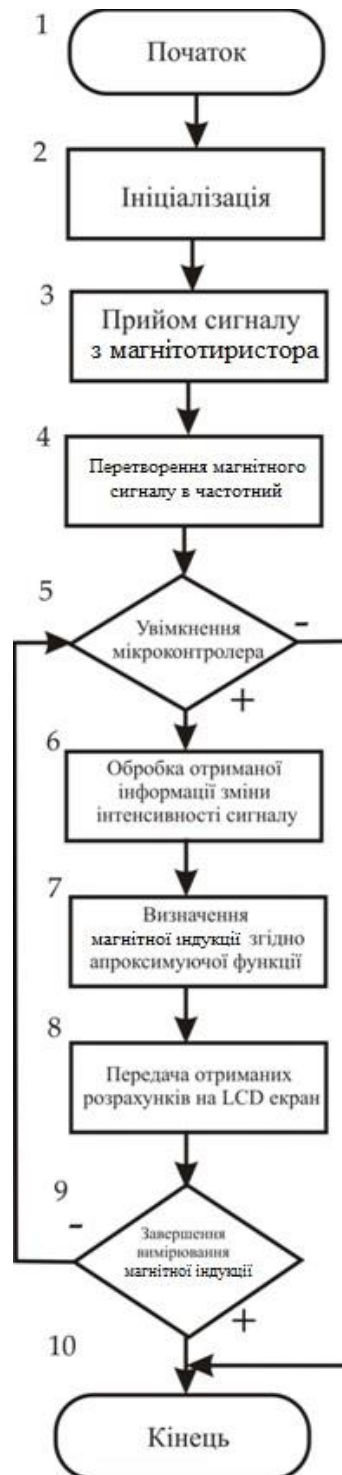 1
Початок
2
Ініціалізація
3
Прийом сигналу
з магнітотиристора
4
Перетворення магнітного
сигналу в частотний
5
Увімкнення
мікроконтролера
-
+
6
Обробка отриманої
інформації зміни
інтенсивності сигналу
7
Визначення
магнітної індукції згідно
апроксимуючої функції
8
Передача отриманих
розрахунків на LCD екран
9
-
Завершення
вимірювання
магнітної індукції
+
10
Кінець